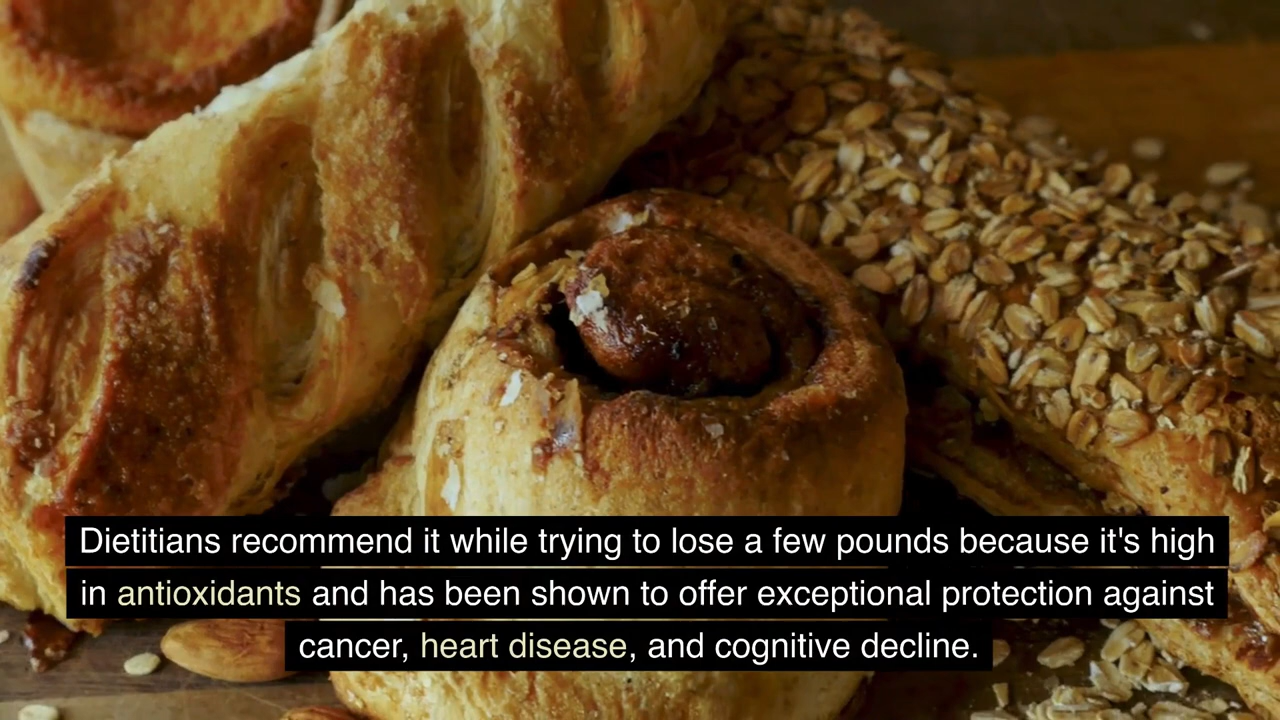 Dietitians recommend it while trying to lose a few pounds because it's high
in antioxidants and has been shown to offer exceptional protection against
cancer, heart disease, and cognitive decline.